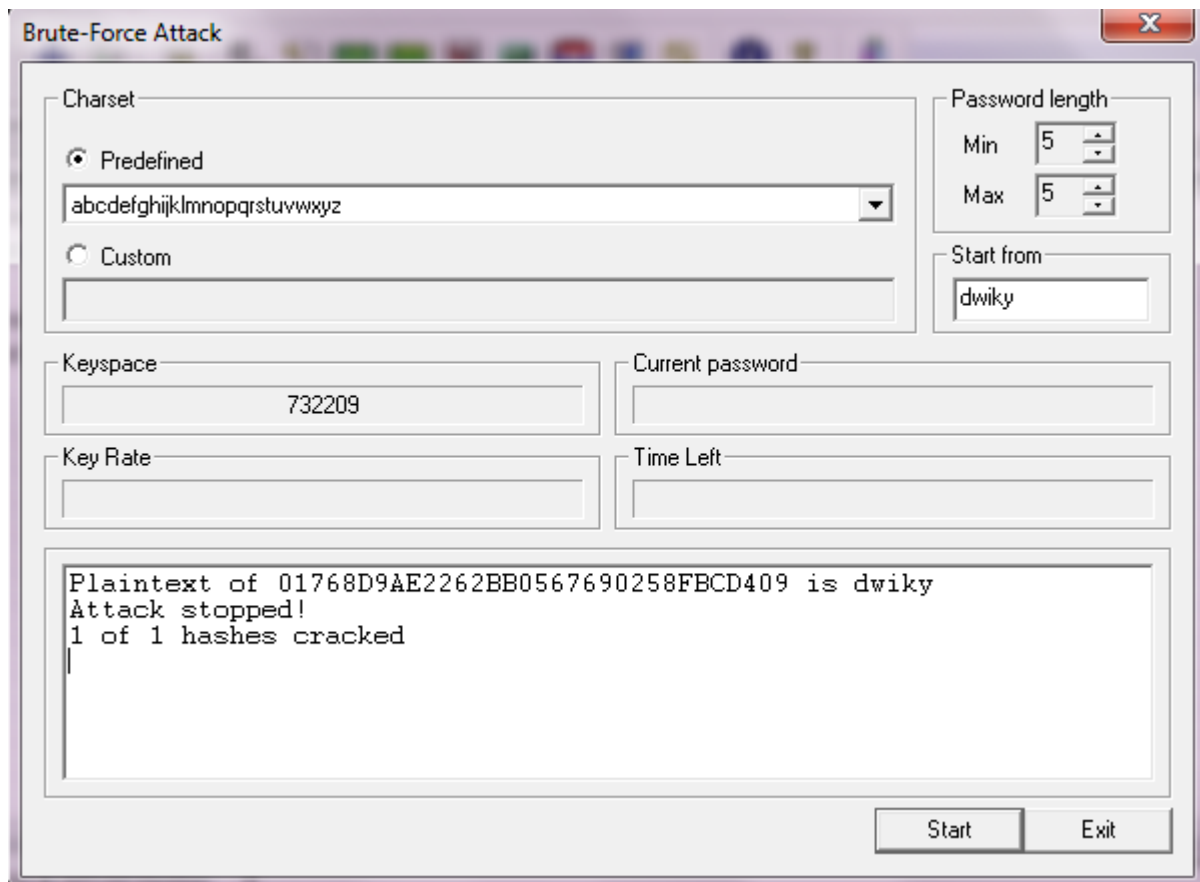 Brute-Force Attack
x
Charset
Predefined
abcdefghijklmnopqrstuvwxyz
Custom
Password length
Min 5
Max 5
Start from
dwiky
Keyspace
732209
Current password
Key Rate
Time Left
Plaintext of 01768D9AE2262BB0567690258FBCD409 is dwiky
Attack stopped!
1 of 1 hashes cracked
Start
Exit